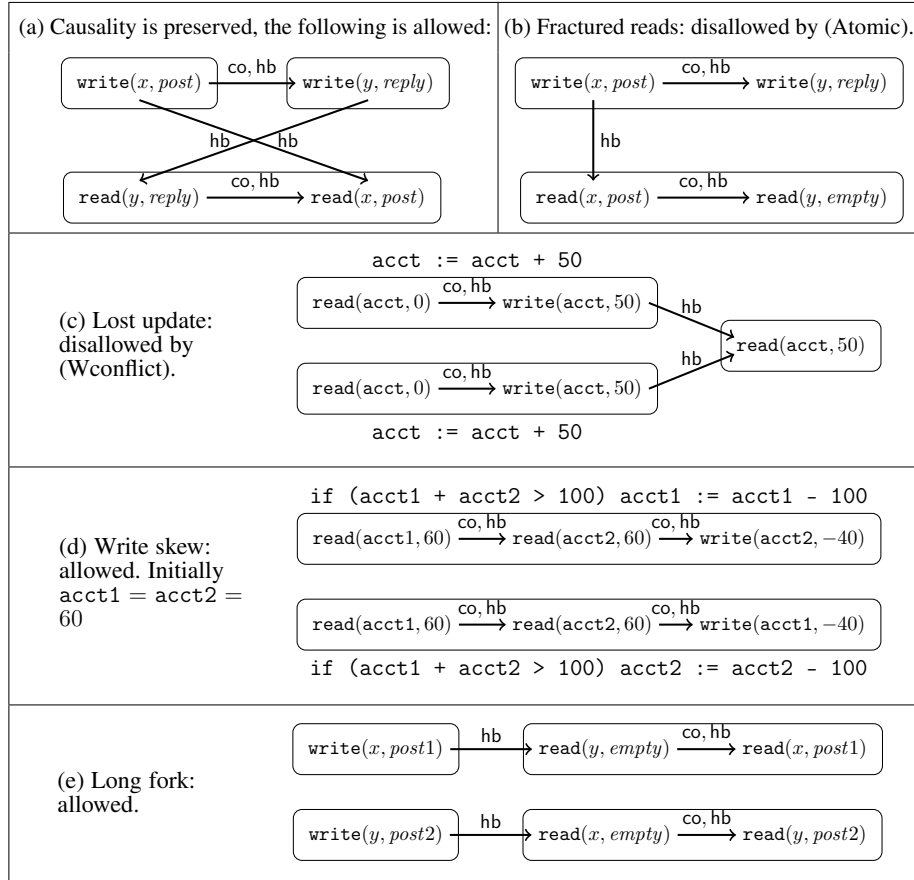 (a) Causality is preserved, the following is allowed:
write(x, post) co, hb write(y, reply)
hb hb
read(y, reply) co, hb read(x, post)
(b) Fractured reads: disallowed by (Atomic).
write(x, post) co, hb write(y, reply)
hb
read(x, post) co, hb read(y, empty)
(c) Lost update:
disallowed by
(Wconflict).
acct := acct + 50
read(acct, 0) co, hb write(acct, 50) hb
read(acct, 50)
read(acct, 0) co, hb write(acct, 50) hb
acct := acct + 50
(d) Write skew:
allowed. Initially
acct1 = acct2 =
60
if (acct1 + acct2 > 100) acct1 := acct1 - 100
read(acct1, 60) co, hb read(acct2, 60) co, hb write(acct2, −40)
read(acct1, 60) co, hb read(acct2, 60) co, hb write(acct1, −40)
if (acct1 + acct2 > 100) acct2 := acct2 - 100
(e) Long fork:
allowed.
write(x, post1) hb read(y, empty) co, hb read(x, post1)
write(y, post2) hb read(x, empty) co, hb read(y, post2)